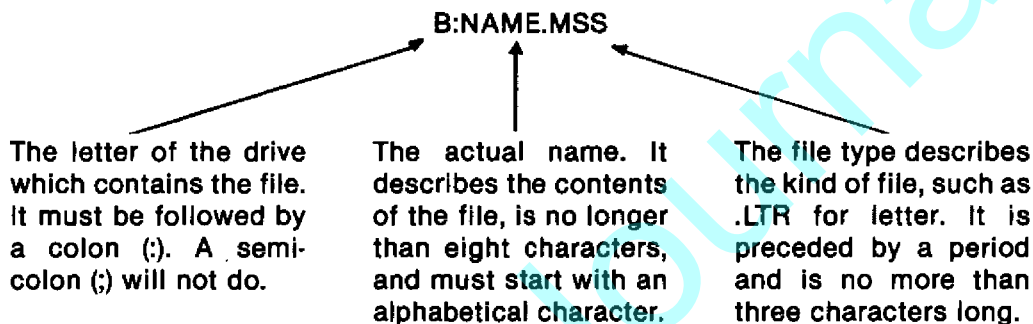 B:NAME.MSS
The letter of the drive
which contains the file.
It must be followed by
a colon (:). A semi-
colon (;) will not do.
The actual name. It
describes the contents
of the file, is no longer
than eight characters,
and must start with an
alphabetical character.
The file type describes
the kind of file, such as
.LTR for letter. It is
preceded by a period
and is no more than
three characters long.